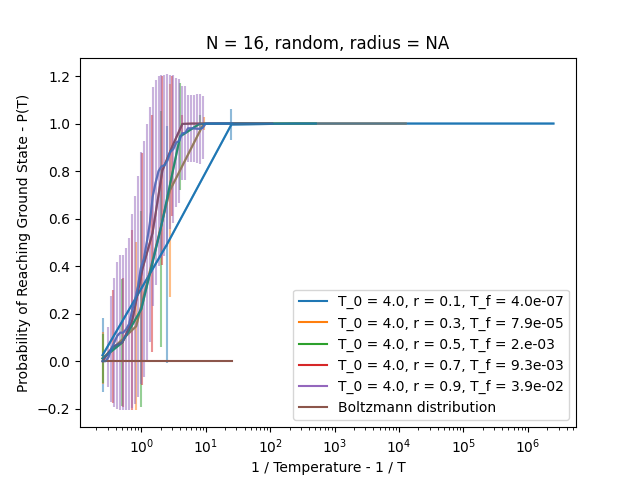 N = 16, random, radius = NA
Probability of Reaching Ground State - P(T)
1.2
1.0
0.8
0.6
0.4
0.2
0.0
−0.2
T_0 = 4.0, r = 0.1, T_f = 4.0e-07
T_0 = 4.0, r = 0.3, T_f = 7.9e-05
T_0 = 4.0, r = 0.5, T_f = 2.e-03
T_0 = 4.0, r = 0.7, T_f = 9.3e-03
T_0 = 4.0, r = 0.9, T_f = 3.9e-02
Boltzmann distribution
10⁰ 10¹ 10² 10³ 10⁴ 10⁵ 10⁶
1 / Temperature - 1 / T